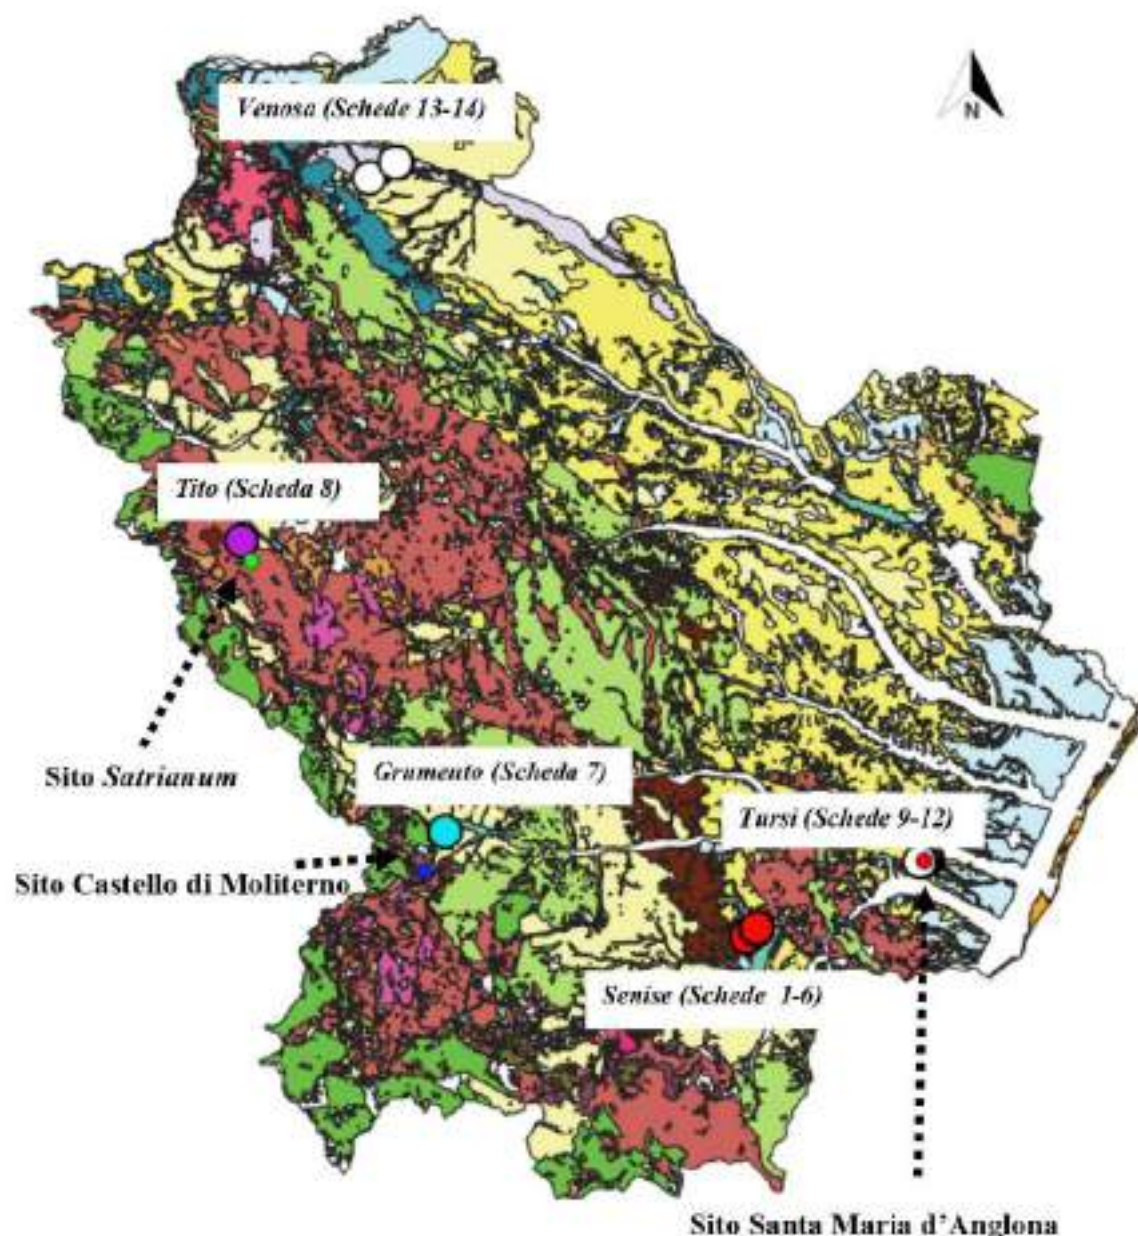 Venosa (Schede 13-14)
N
Tito (Scheda 8)
Sito Satrianum
Grumento (Scheda 7)
Tursi (Schede 9-12)
Sito Castello di Moliterno
Senise (Schede 1-6)
Sito Santa Maria d'Anglona